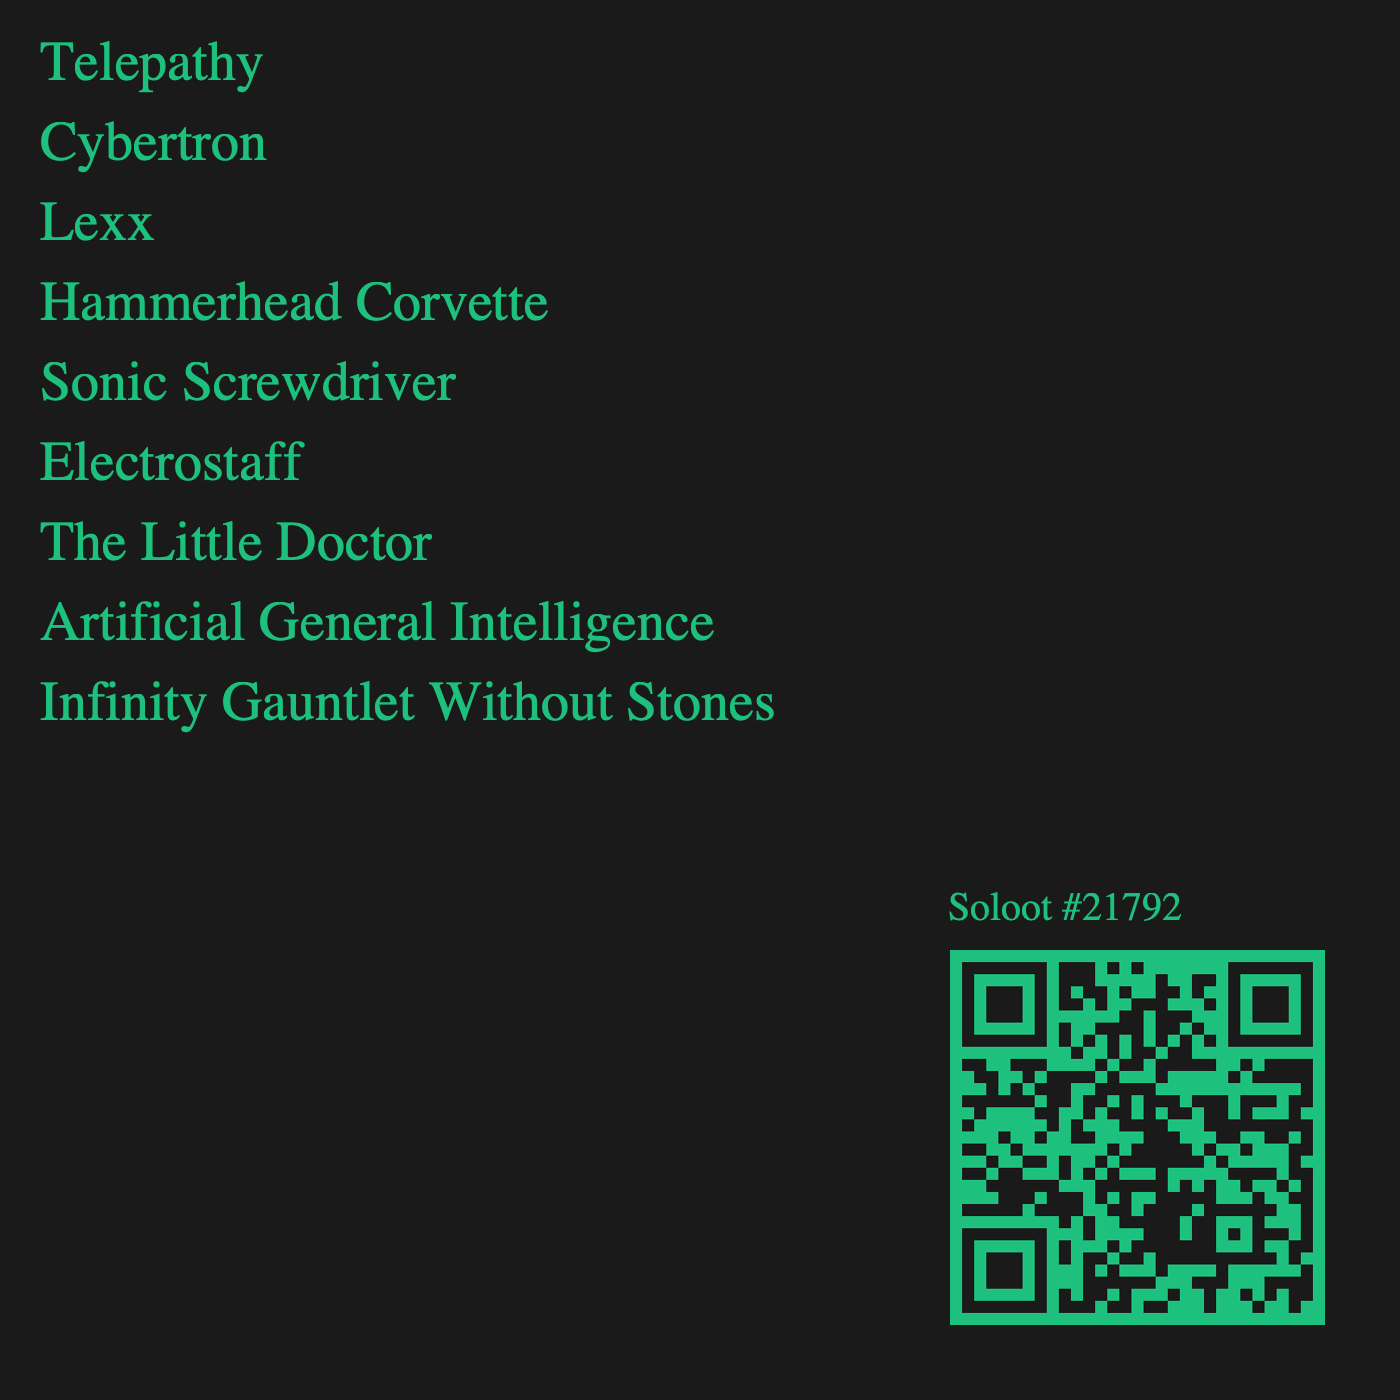 Telepathy
Cybertron
Lexx
Hammerhead Corvette
Sonic Screwdriver
Electrostaff
The Little Doctor
Artificial General Intelligence
Infinity Gauntlet Without Stones
Soloot #21792